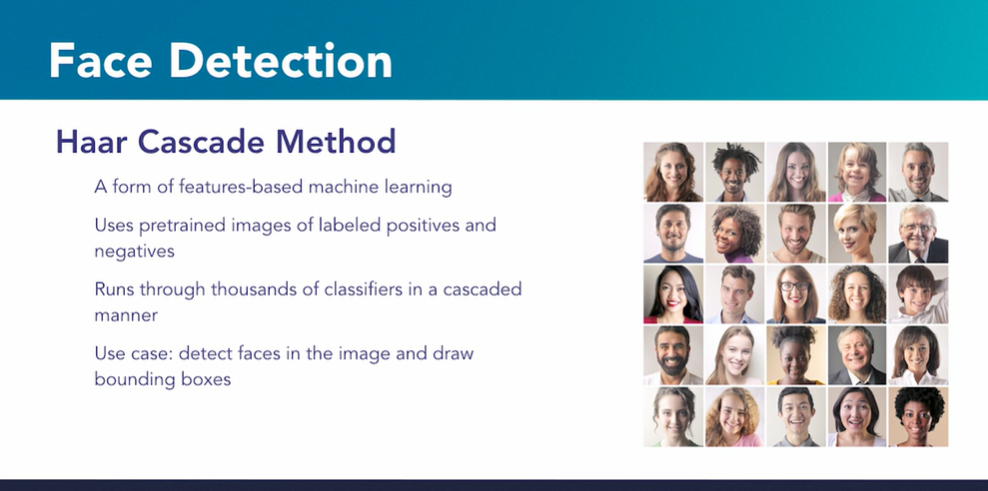 Face Detection
Haar Cascade Method
A form of features-based machine learning
Uses pretrained images of labeled positives and
negatives
Runs through thousands of classifiers in a cascaded
manner
Use case: detect faces in the image and draw
bounding boxes